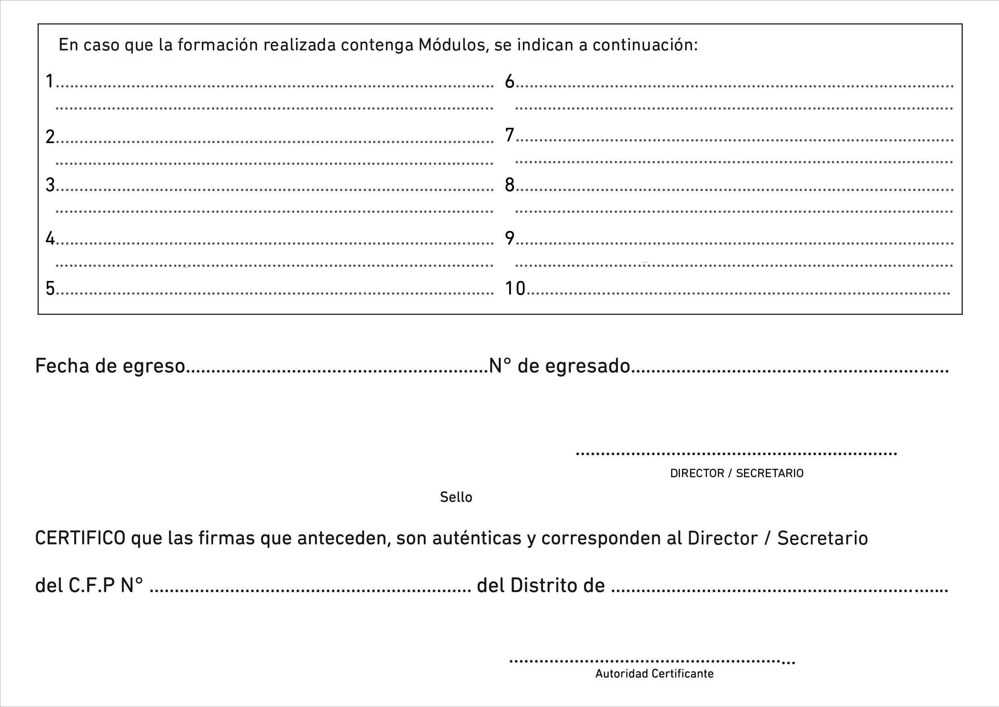 En caso que la formación realizada contenga Módulos, se indican a continuación:
1........................................ 6........................................
........................................ ........................................
2........................................ 7........................................
........................................ ........................................
3........................................ 8........................................
........................................ ........................................
4........................................ 9........................................
........................................ ........................................
5........................................ 10........................................
Fecha de egreso........................................N° de egresado........................................
........................................
DIRECTOR / SECRETARIO
Sello
CERTIFICO que las firmas que anteceden, son auténticas y corresponden al Director / Secretario
del C.F.P N° ........................................ del Distrito de ........................................
........................................
Autoridad Certificante